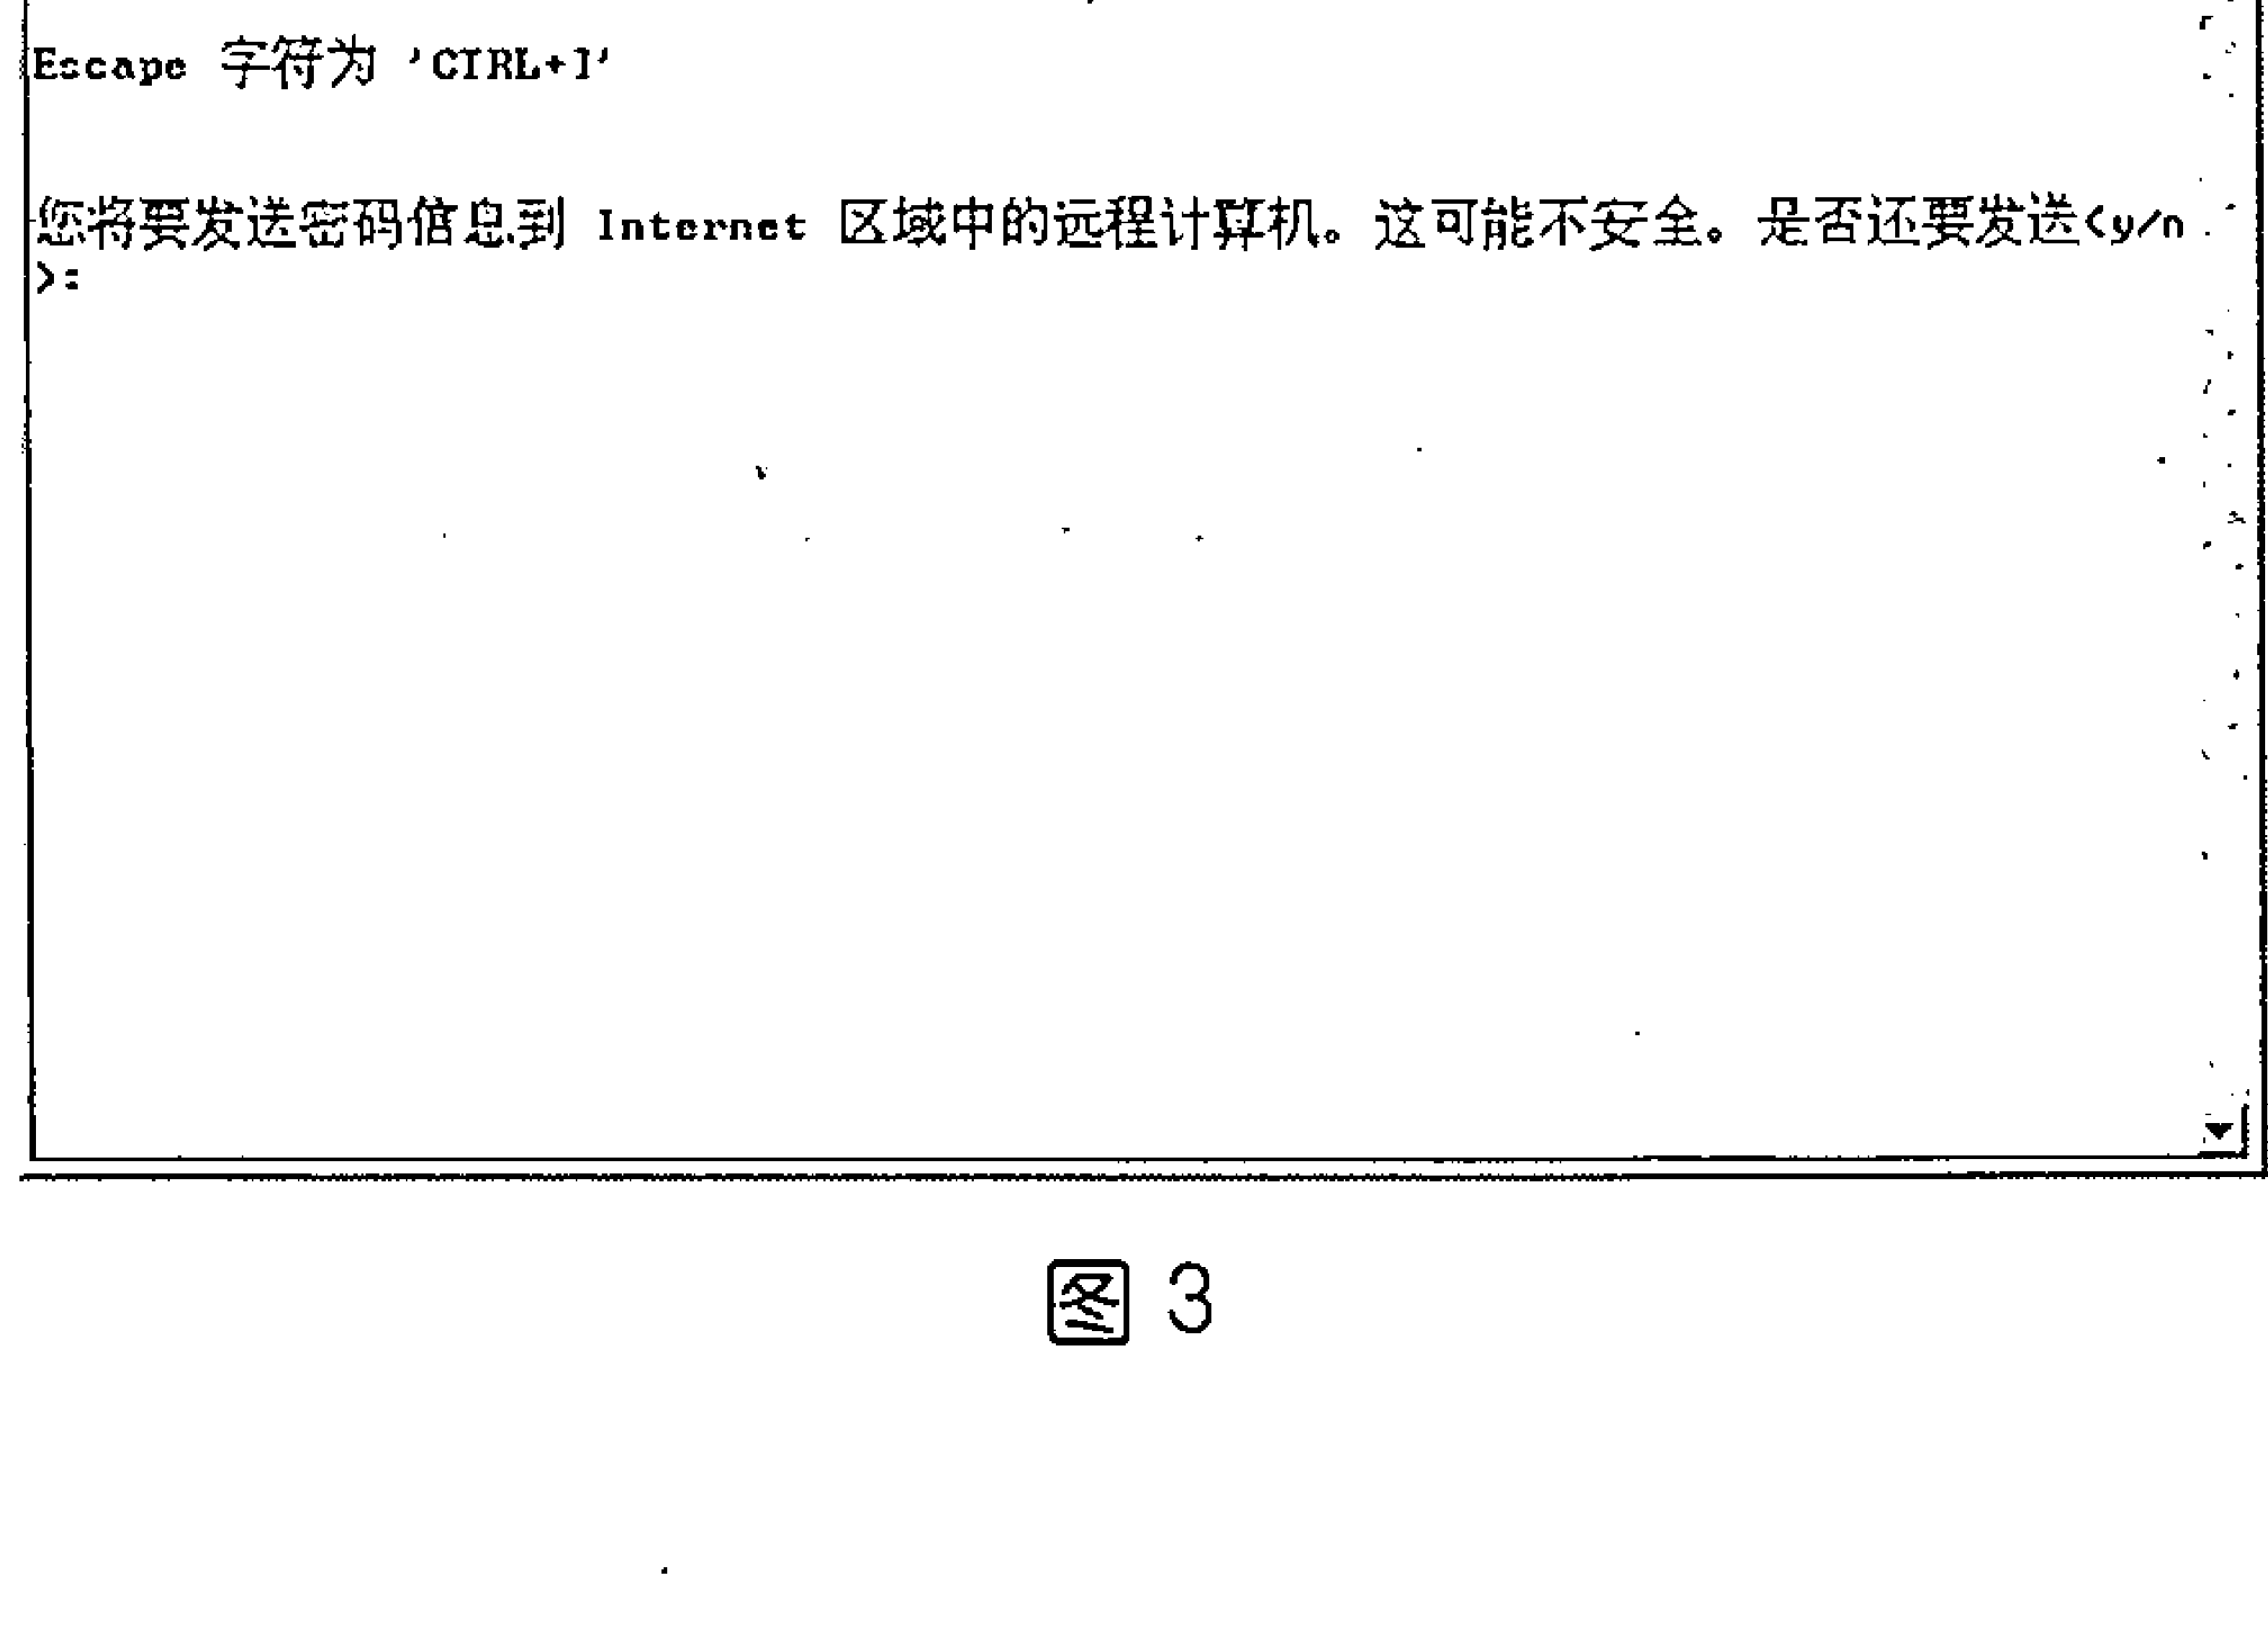 Escape 字符为 'CTRL+]'
您将要发送密码信息到 Internet 区域中的远程计算机。这可能不安全。是否还要发送(y/n
):
图 3